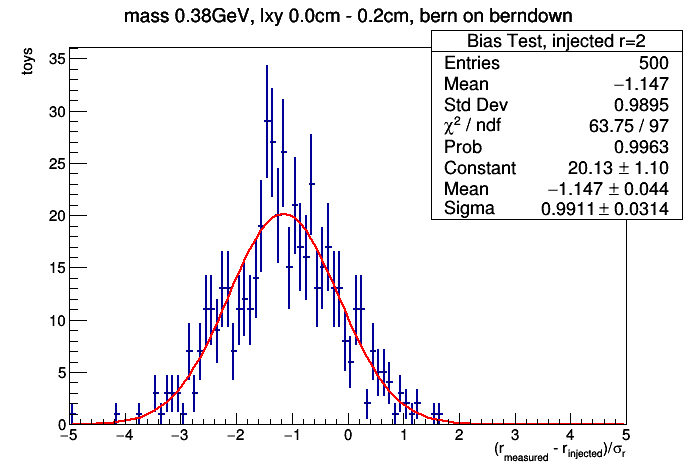 mass 0.38GeV, lxy 0.0cm - 0.2cm, bern on berndown
Bias Test, injected r=2
Entries 500
Mean −1.147
Std Dev 0.9895
χ² / ndf 63.75 / 97
Prob 0.9963
Constant 20.13 ± 1.10
Mean −1.147 ± 0.044
Sigma 0.9911 ± 0.0314
toys
35
30
25
20
15
10
5
0
−5 −4 −3 −2 −1 0 1 2 3 4 5
(r_measured - r_injected)/σ_r